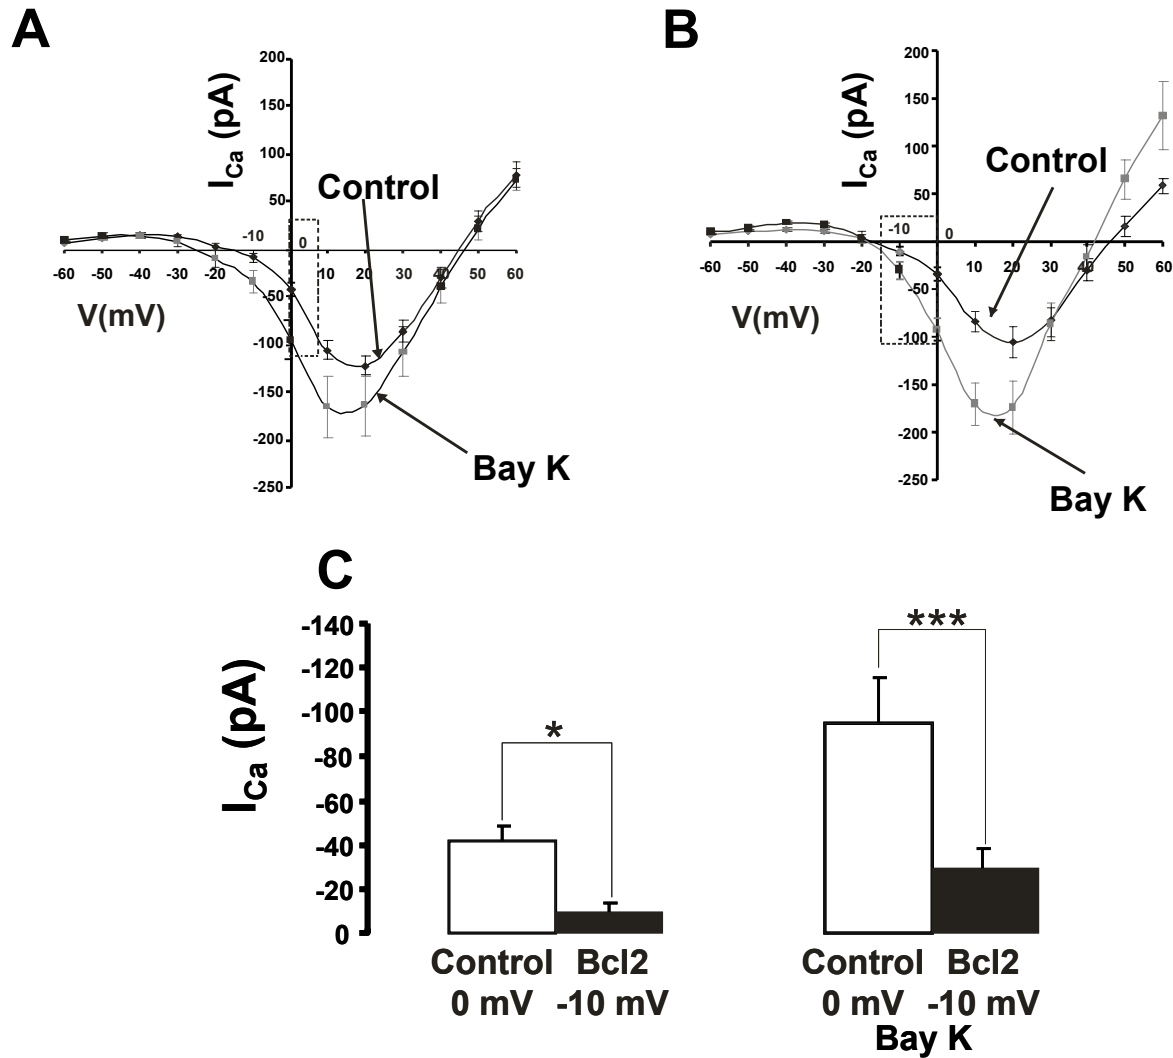 A
I_Ca (pA)
200
150
100
50
-50
-100
-150
-200
-250
-60 -50 -40 -30 -20 -10 0 10 20 30 40 50 60
V(mV)
Control
Bay K
B
I_Ca (pA)
200
150
100
50
-50
-100
-150
-200
-250
-60 -50 -40 -30 -20 -10 0 10 20 30 40 50 60
V(mV)
Control
Bay K
C
I_Ca (pA)
-140
-120
-100
-80
-60
-40
-20
0
*
***
Control Bcl2
0 mV -10 mV
Control Bcl2
0 mV -10 mV
Bay K